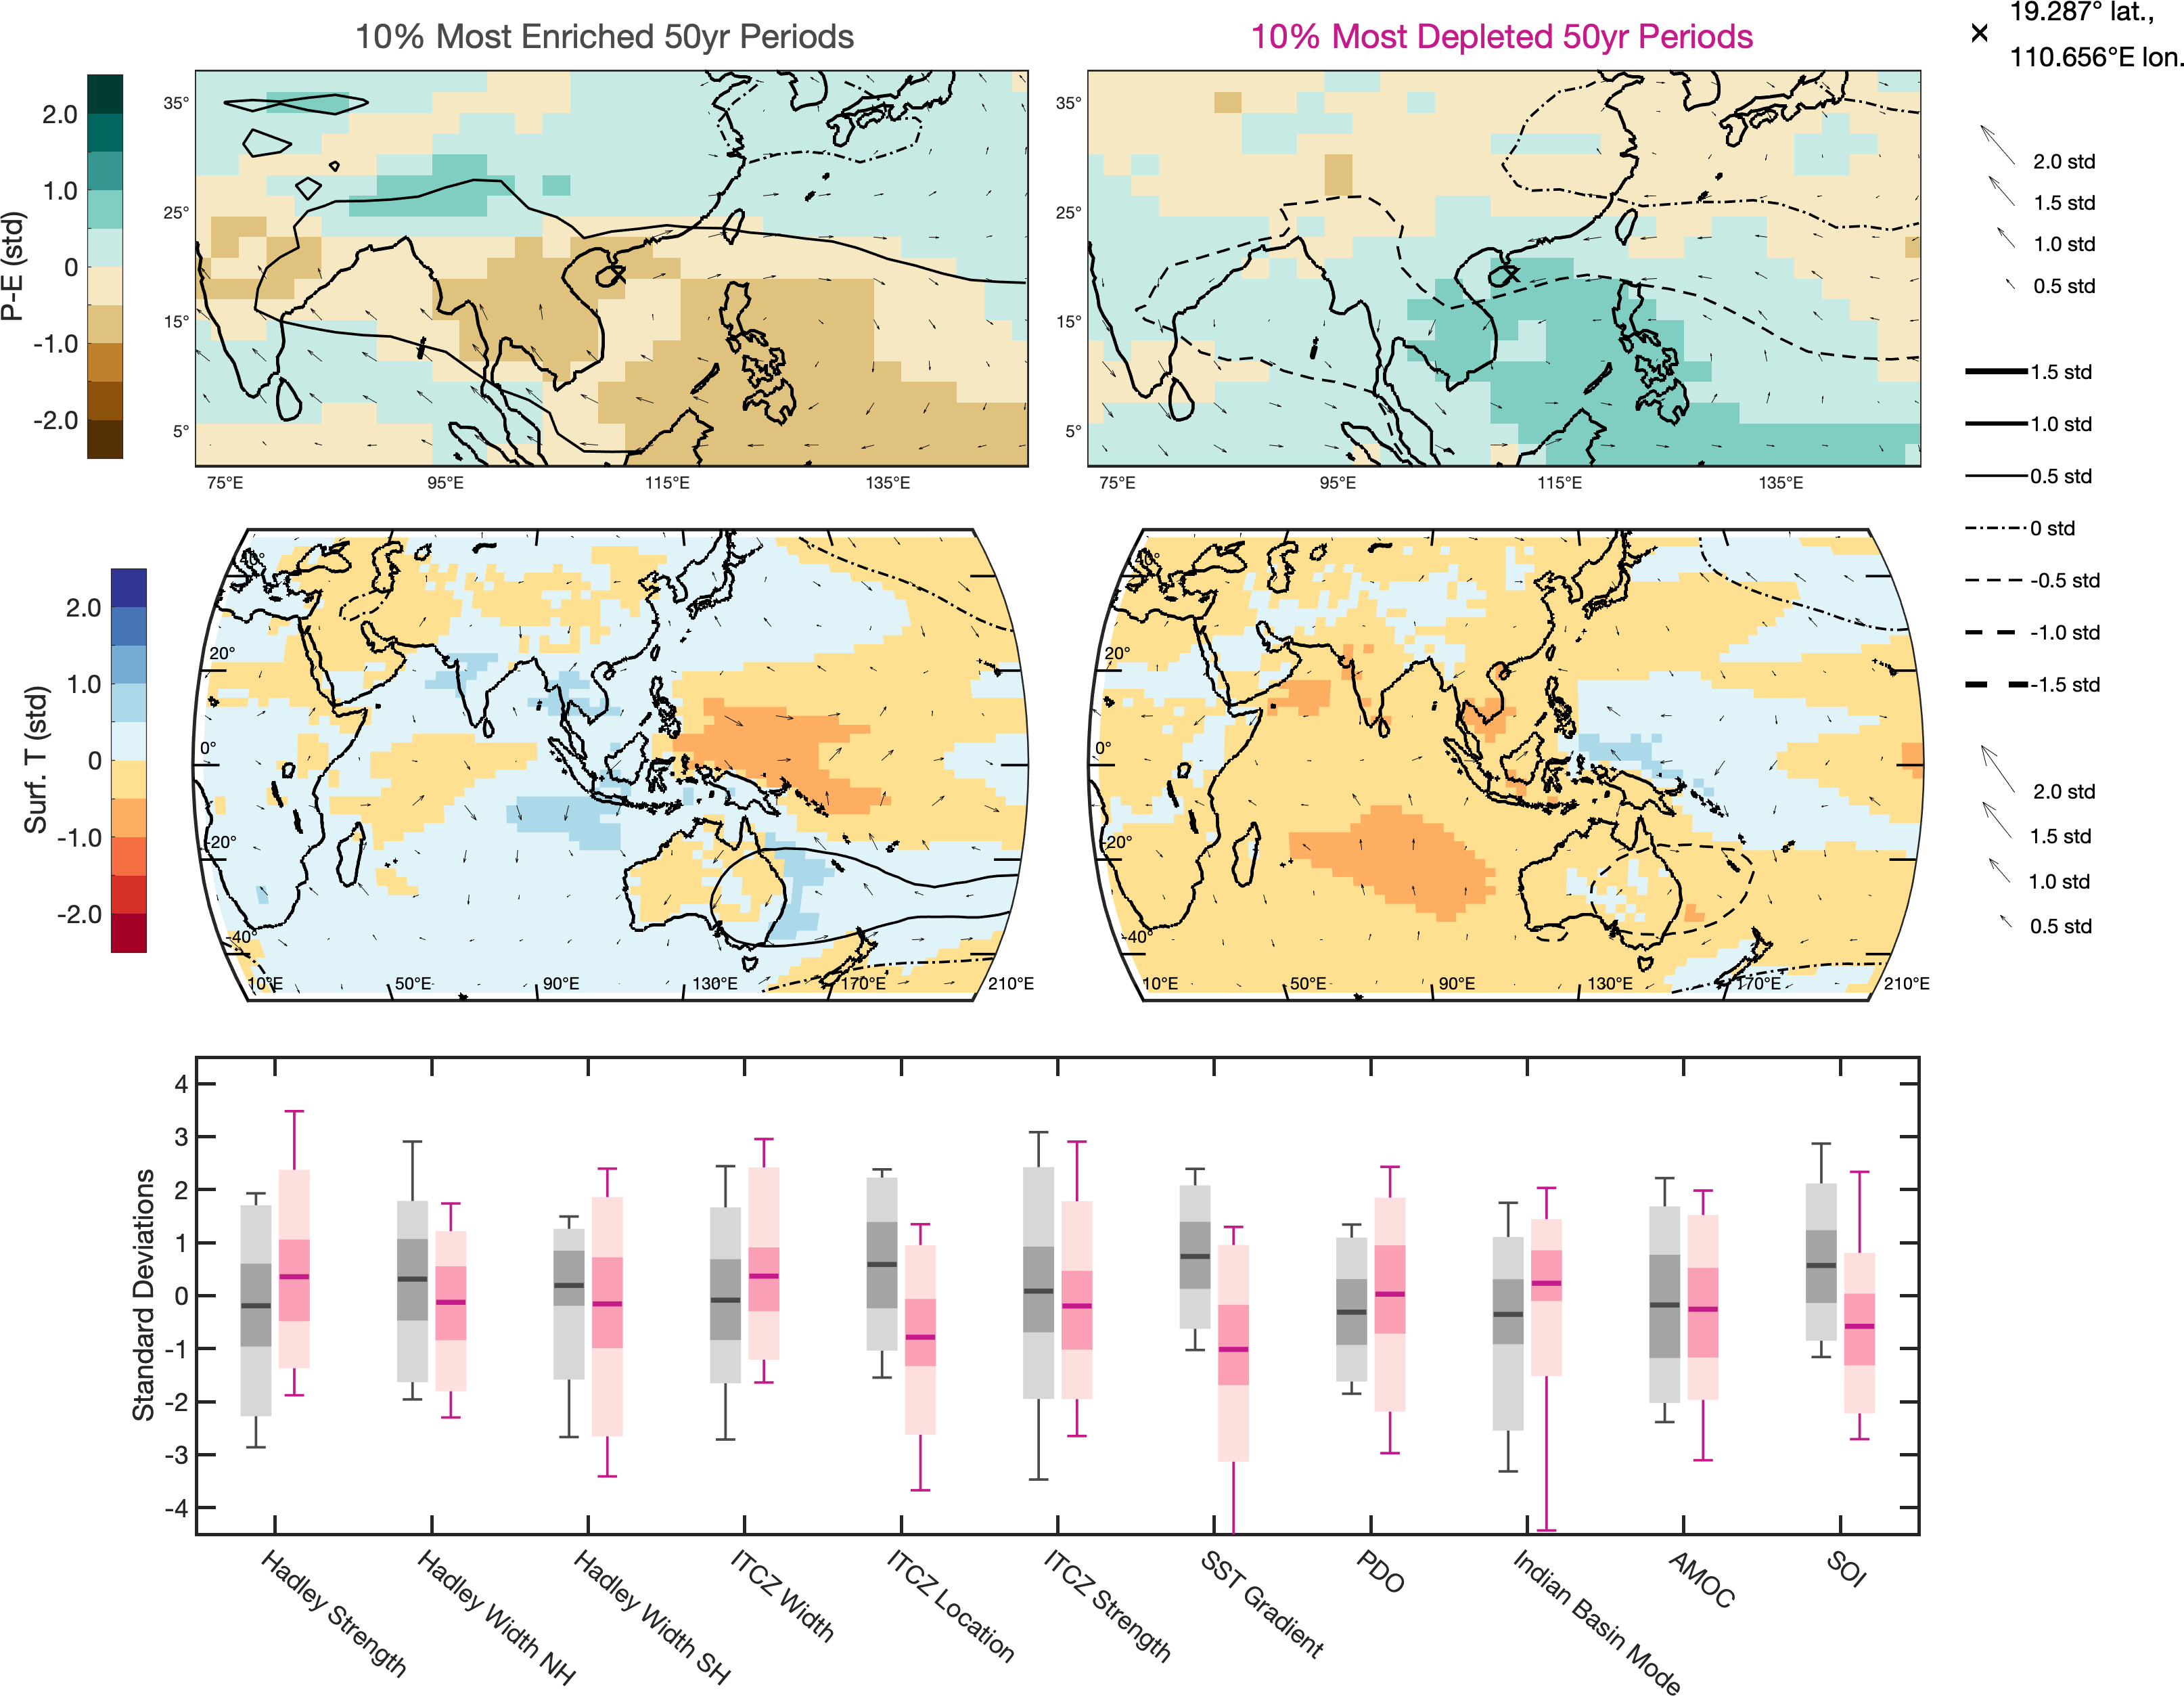 10% Most Enriched 50yr Periods
10% Most Depleted 50yr Periods
× 19.287° lat.,
110.656°E lon.
P-E (std)
2.0
1.0
0
-1.0
-2.0
35°
25°
15°
5°
75°E 95°E 115°E 135°E
35°
25°
15°
5°
75°E 95°E 115°E 135°E
2.0 std
1.5 std
1.0 std
0.5 std
1.5 std
1.0 std
0.5 std
0 std
-0.5 std
-1.0 std
-1.5 std
Surf. T (std)
2.0
1.0
0
-1.0
-2.0
40°
20°
0°
-20°
-40°
10°E 50°E 90°E 130°E 170°E 210°E
40°
20°
0°
-20°
-40°
10°E 50°E 90°E 130°E 170°E 210°E
2.0 std
1.5 std
1.0 std
0.5 std
Standard Deviations
4
3
2
1
0
-1
-2
-3
-4
Hadley Strength
Hadley Width NH
Hadley Width SH
ITCZ Width
ITCZ Location
ITCZ Strength
SST Gradient
PDO
Indian Basin Mode
AMOC
SOI